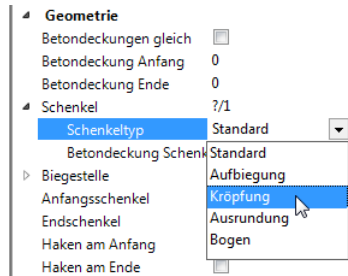 Geometrie
Betondeckungen gleich
Betondeckung Anfang 0
Betondeckung Ende 0
Schenkel ?/1
Schenkeltyp Standard
Betondeckung Schenk Standard
Biegestelle Aufbiegung
Anfangsschenkel Kröpfung
Endschenkel Ausrundung
Haken am Anfang Bogen
Haken am Ende